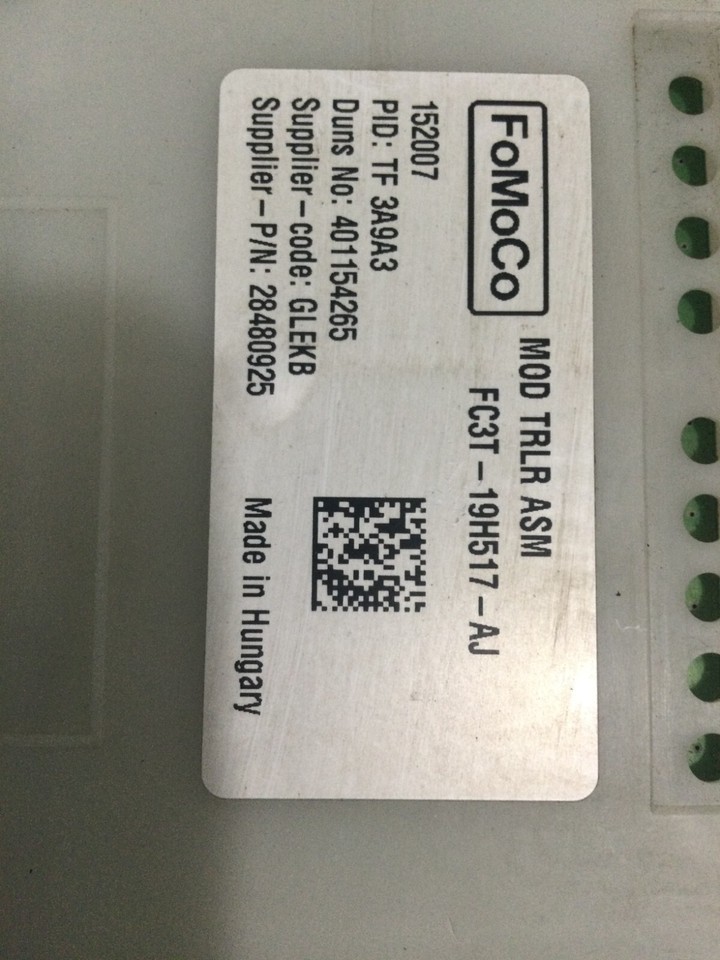 FoMoCo
MOD TRLR ASM
FC3T-19H517-AJ
152007
PID: TF 3A9A3
Duns No: 401154265
Supplier-code: GLEKB
Supplier-P/N: 28480925
Made in Hungary